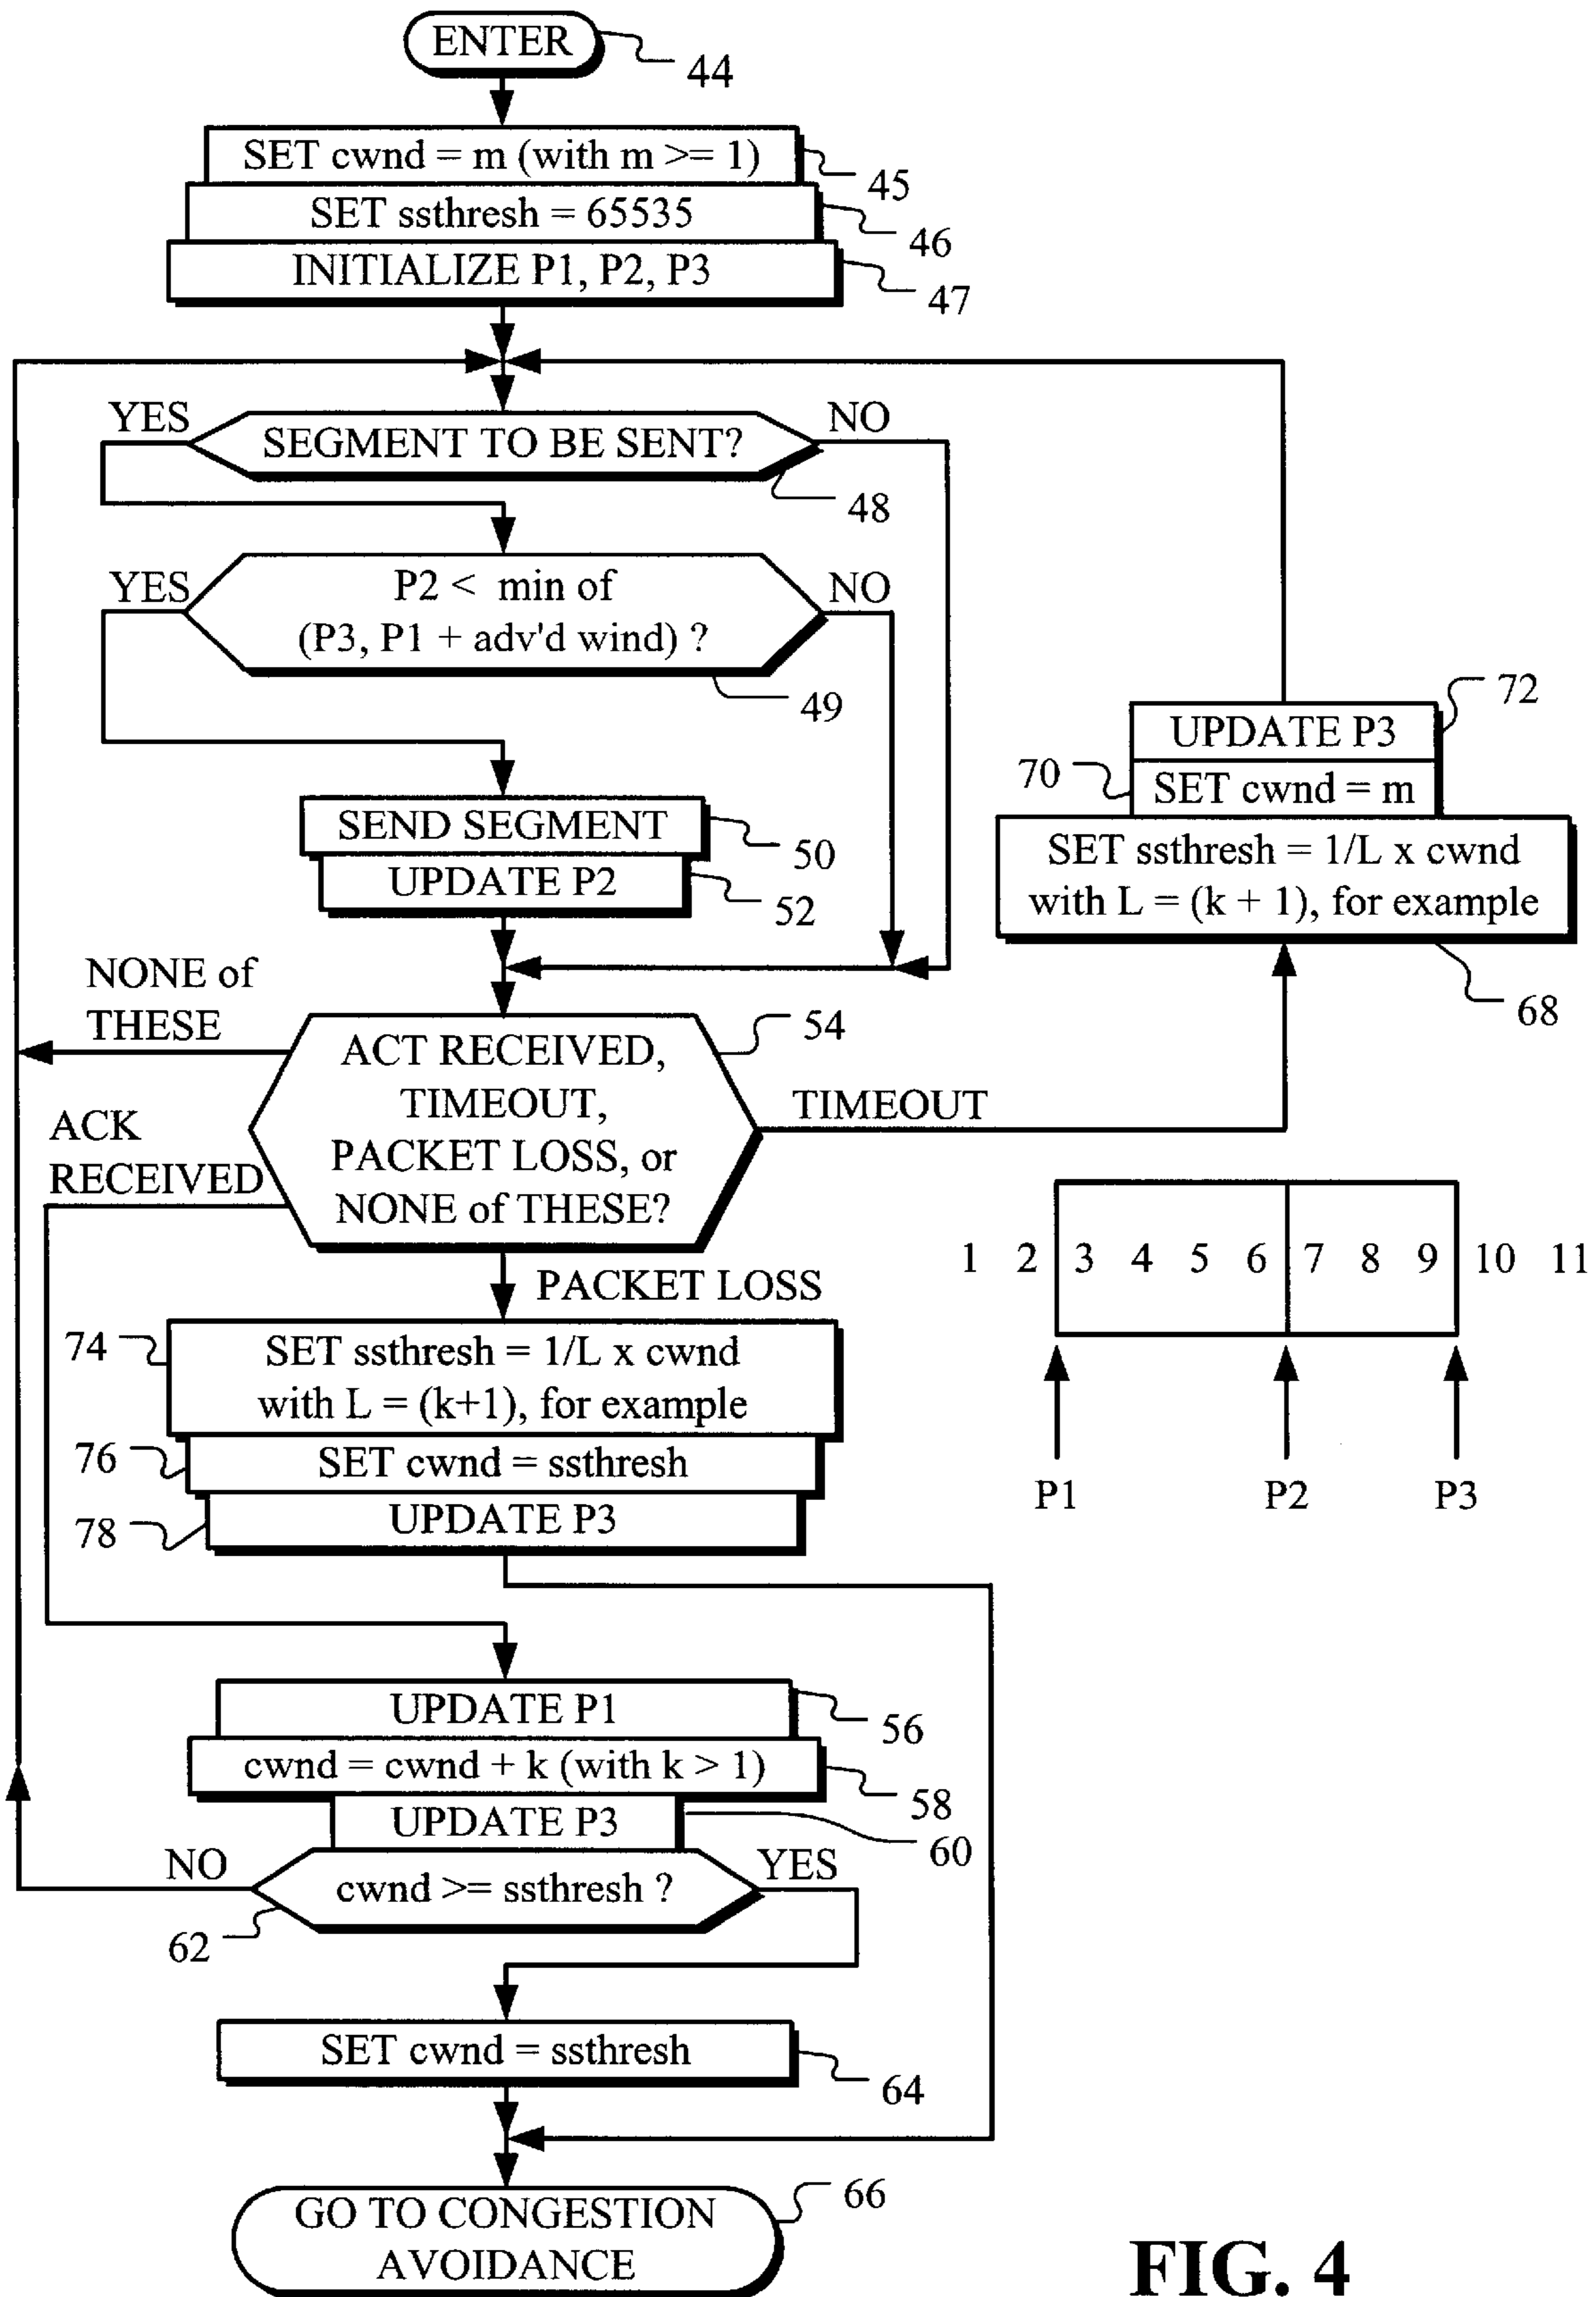 ENTER
44
SET cwnd = m (with m >= 1)
45
SET ssthresh = 65535
46
INITIALIZE P1, P2, P3
47
YES
SEGMENT TO BE SENT?
NO
48
YES
P2 < min of
(P3, P1 + adv'd wind) ?
NO
49
SEND SEGMENT
50
UPDATE P2
52
72
UPDATE P3
70
SET cwnd = m
SET ssthresh = 1/L x cwnd
with L = (k + 1), for example
68
NONE of
THESE
54
ACT RECEIVED,
TIMEOUT,
PACKET LOSS, or
NONE of THESE?
TIMEOUT
ACK
RECEIVED
PACKET LOSS
1 2 3 4 5 6 7 8 9 10 11
P1 P2 P3
74
SET ssthresh = 1/L x cwnd
with L = (k+1), for example
76
SET cwnd = ssthresh
78
UPDATE P3
UPDATE P1
56
cwnd = cwnd + k (with k > 1)
58
UPDATE P3
60
NO
cwnd >= ssthresh ?
YES
62
SET cwnd = ssthresh
64
GO TO CONGESTION
AVOIDANCE
66
FIG. 4